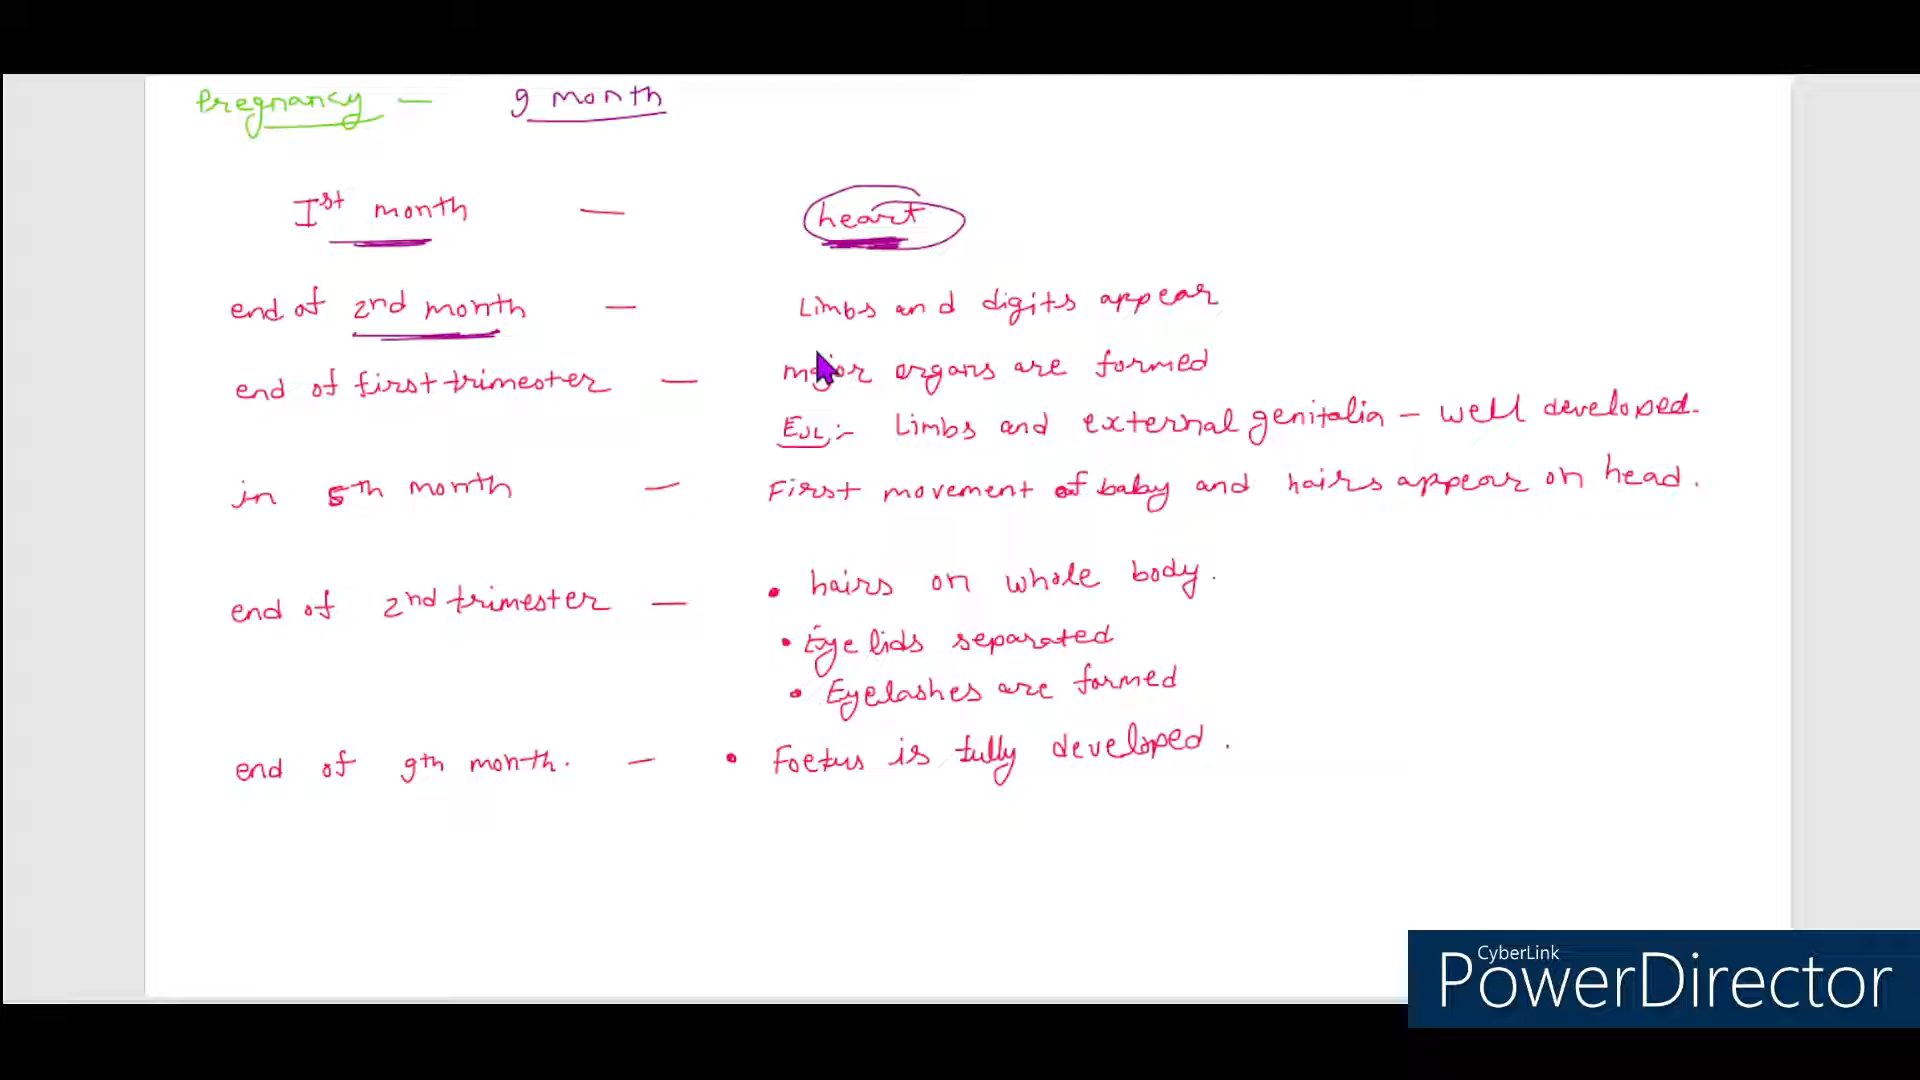 Pregnancy — 9 month
Ist month — heart
end of 2nd month — Limbs and digits appear
end of first trimester — major organs are formed
Ex:- Limbs and external genitalia - well developed.
in 5th month — First movement of baby and hairs appear on head.
end of 2nd trimester — • hairs on whole body.
• Eye lids separated
• Eyelashes are formed
end of 9th month. — • Foetus is fully developed.
CyberLink
PowerDirector